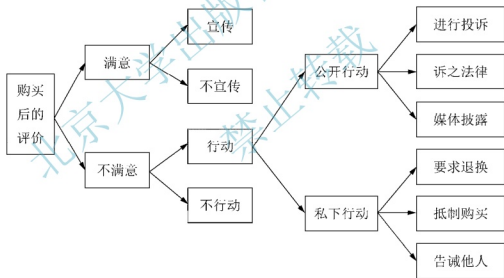 购买
后的
评价
满意
不满意
宣传
不宣传
行动
不行动
公开行动
私下行动
进行投诉
诉之法律
媒体披露
要求退换
抵制购买
告诫他人
北京大学出版
禁止转载